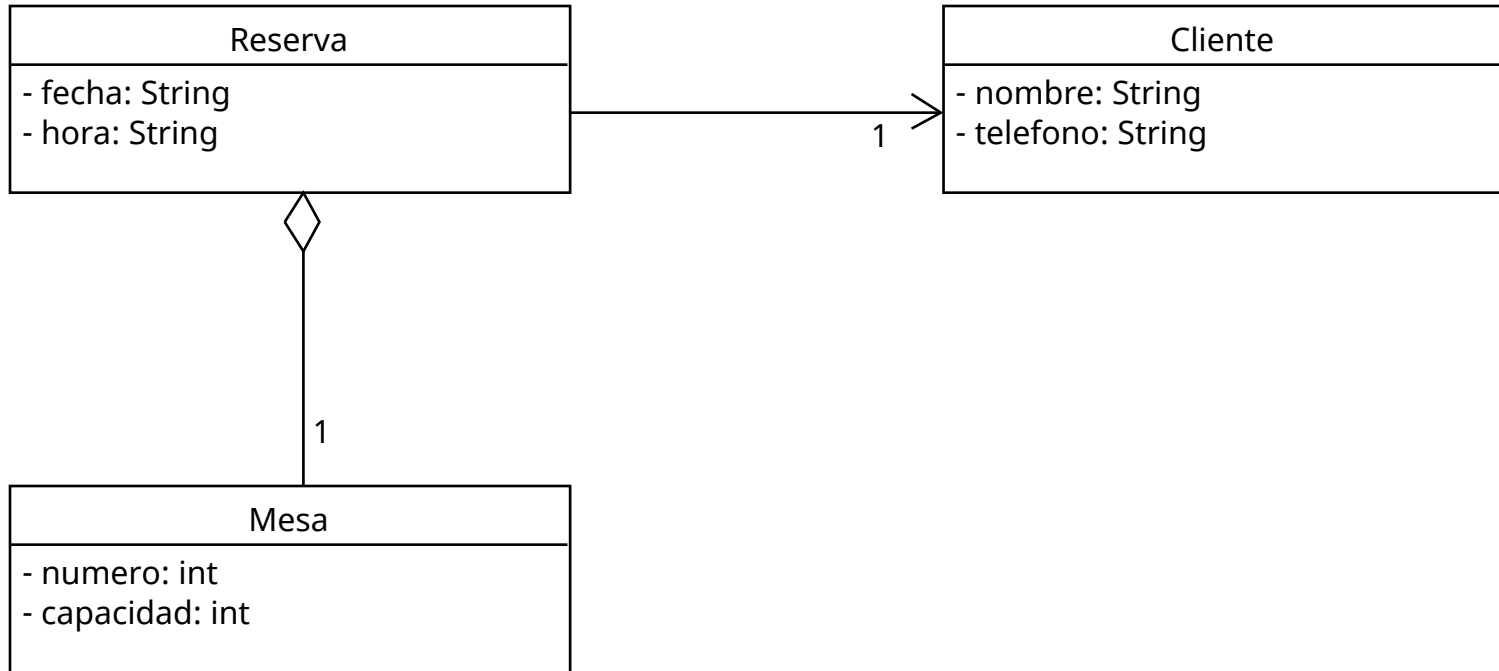 Reserva
- fecha: String
- hora: String
Cliente
- nombre: String
- telefono: String
1
1
Mesa
- numero: int
- capacidad: int